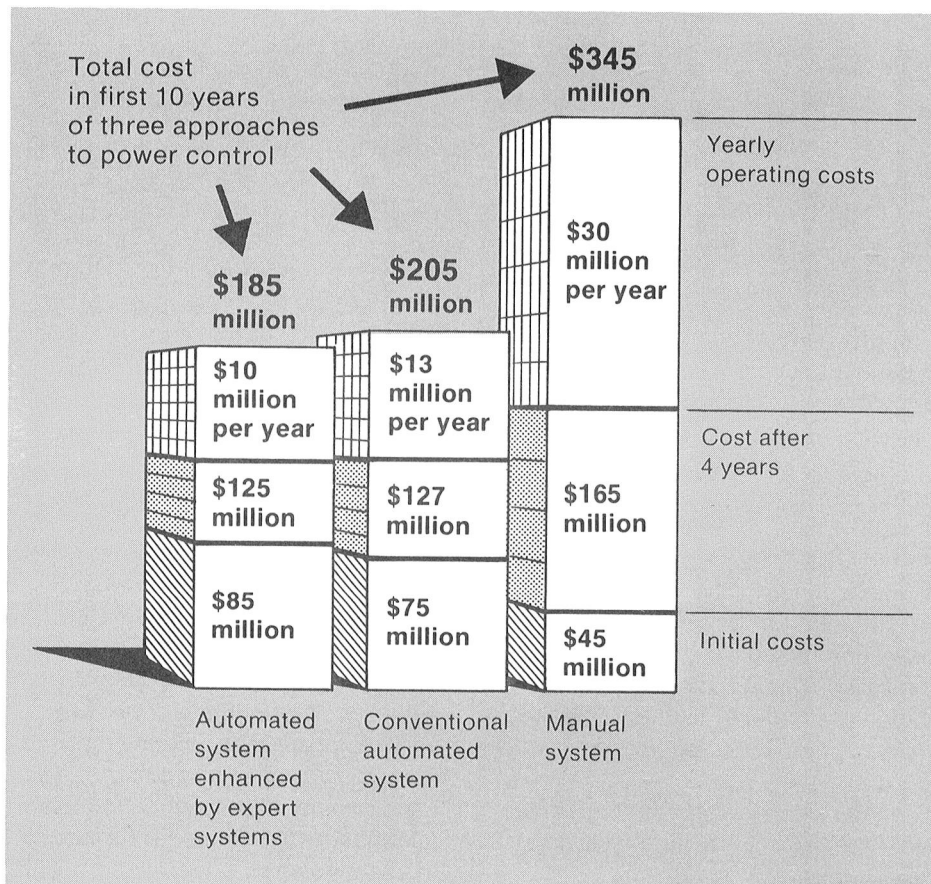 Total cost
in first 10 years
of three approaches
to power control
$345
million
$205
million
$185
million
Yearly
operating costs
$30
million
per year
$13
million
per year
$10
million
per year
Cost after
4 years
$165
million
$127
million
$125
million
Initial costs
$45
million
$75
million
$85
million
Automated
system
enhanced
by expert
systems
Conventional
automated
system
Manual
system